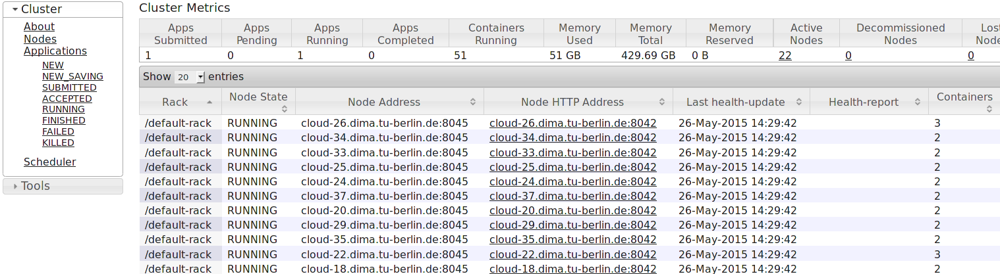 Cluster
About
Nodes
Applications
NEW
NEW_SAVING
SUBMITTED
ACCEPTED
RUNNING
FINISHED
FAILED
KILLED
Scheduler
Tools
Cluster Metrics
Apps Submitted Apps Pending Apps Running Apps Completed Containers Running Memory Used Memory Total Memory Reserved Active Nodes Decommissioned Nodes Lost Node
1 0 1 0 51 51 GB 429.69 GB 0 B 22 0 0
Show 20 entries
Rack Node State Node Address Node HTTP Address Last health-update Health-report Containers
/default-rack RUNNING cloud-26.dima.tu-berlin.de:8045 cloud-26.dima.tu-berlin.de:8042 26-May-2015 14:29:42 3
/default-rack RUNNING cloud-34.dima.tu-berlin.de:8045 cloud-34.dima.tu-berlin.de:8042 26-May-2015 14:29:42 2
/default-rack RUNNING cloud-33.dima.tu-berlin.de:8045 cloud-33.dima.tu-berlin.de:8042 26-May-2015 14:29:42 2
/default-rack RUNNING cloud-25.dima.tu-berlin.de:8045 cloud-25.dima.tu-berlin.de:8042 26-May-2015 14:29:42 2
/default-rack RUNNING cloud-24.dima.tu-berlin.de:8045 cloud-24.dima.tu-berlin.de:8042 26-May-2015 14:29:42 2
/default-rack RUNNING cloud-37.dima.tu-berlin.de:8045 cloud-37.dima.tu-berlin.de:8042 26-May-2015 14:29:42 2
/default-rack RUNNING cloud-20.dima.tu-berlin.de:8045 cloud-20.dima.tu-berlin.de:8042 26-May-2015 14:29:42 2
/default-rack RUNNING cloud-29.dima.tu-berlin.de:8045 cloud-29.dima.tu-berlin.de:8042 26-May-2015 14:29:42 2
/default-rack RUNNING cloud-35.dima.tu-berlin.de:8045 cloud-35.dima.tu-berlin.de:8042 26-May-2015 14:29:42 2
/default-rack RUNNING cloud-22.dima.tu-berlin.de:8045 cloud-22.dima.tu-berlin.de:8042 26-May-2015 14:29:42 3
/default-rack RUNNING cloud-18.dima.tu-berlin.de:8045 cloud-18.dima.tu-berlin.de:8042 26-May-2015 14:29:42 2